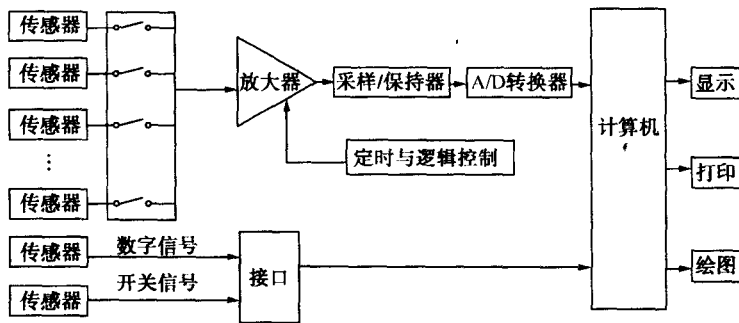 传感器
传感器
传感器
⋮
传感器
放大器
采样/保持器
A/D转换器
定时与逻辑控制
计算机
显示
打印
绘图
传感器
数字信号
传感器
开关信号
接口